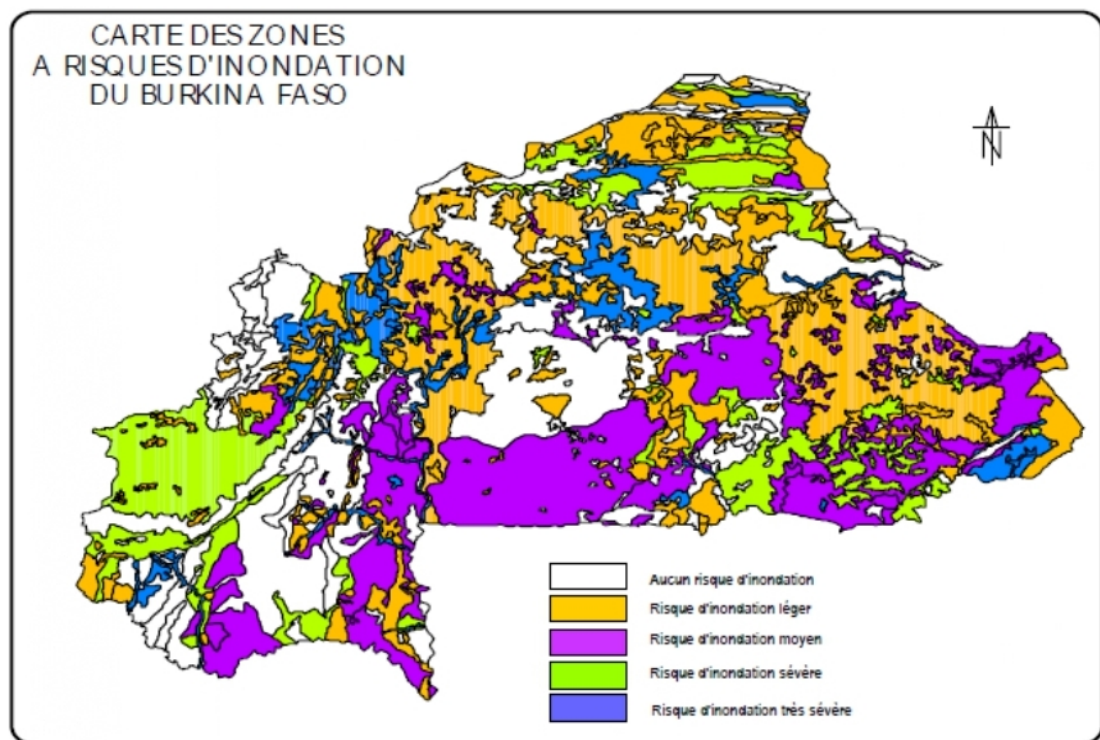 CARTE DES ZONES
A RISQUES D'INONDATION
DU BURKINA FASO
N
Aucun risque d'inondation
Risque d'inondation léger
Risque d'inondation moyen
Risque d'inondation sévère
Risque d'inondation très sévère